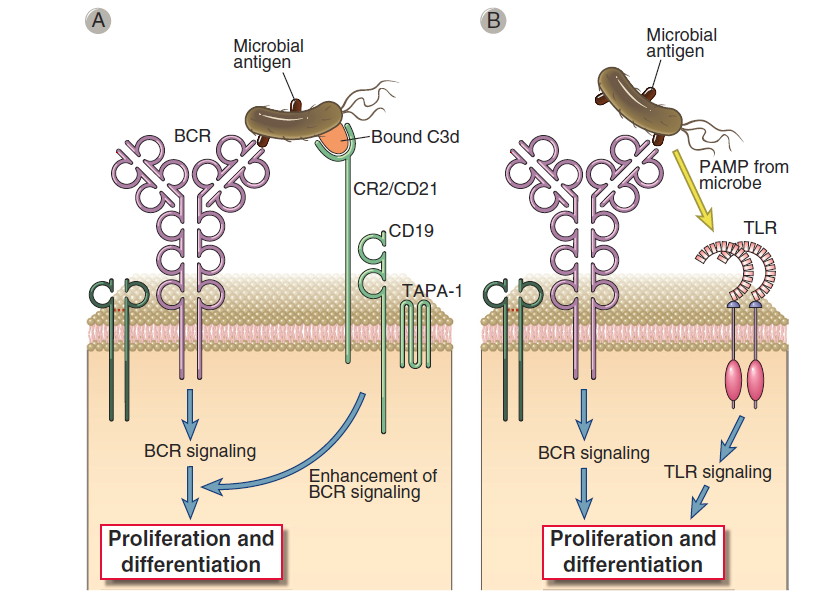 A
Microbial
antigen
BCR
Bound C3d
CR2/CD21
CD19
TAPA-1
BCR signaling
Enhancement of
BCR signaling
Proliferation and
differentiation
B
Microbial
antigen
PAMP from
microbe
TLR
BCR signaling
TLR signaling
Proliferation and
differentiation